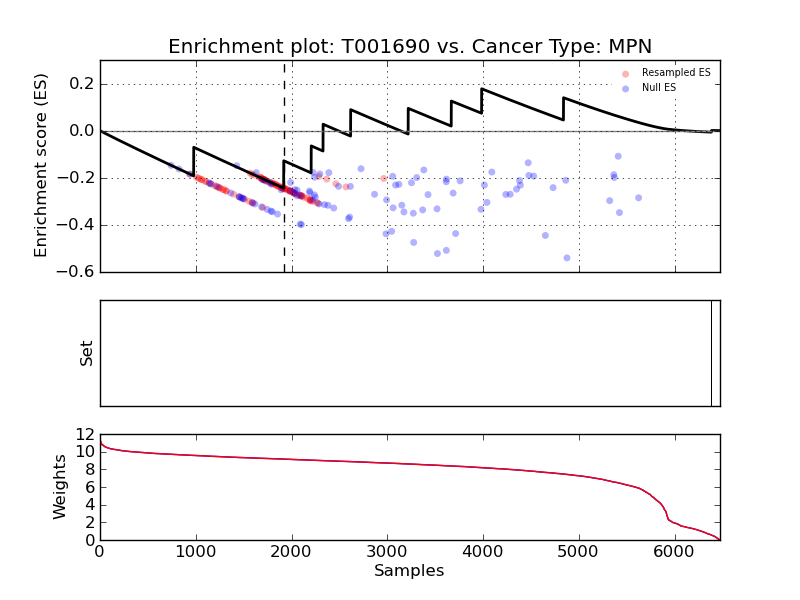 Enrichment plot: T001690 vs. Cancer Type: MPN
Enrichment score (ES)
0.2
0.0
−0.2
−0.4
−0.6
Resampled ES
Null ES
Set
Weights
12
10
8
6
4
2
0
0 1000 2000 3000 4000 5000 6000
Samples